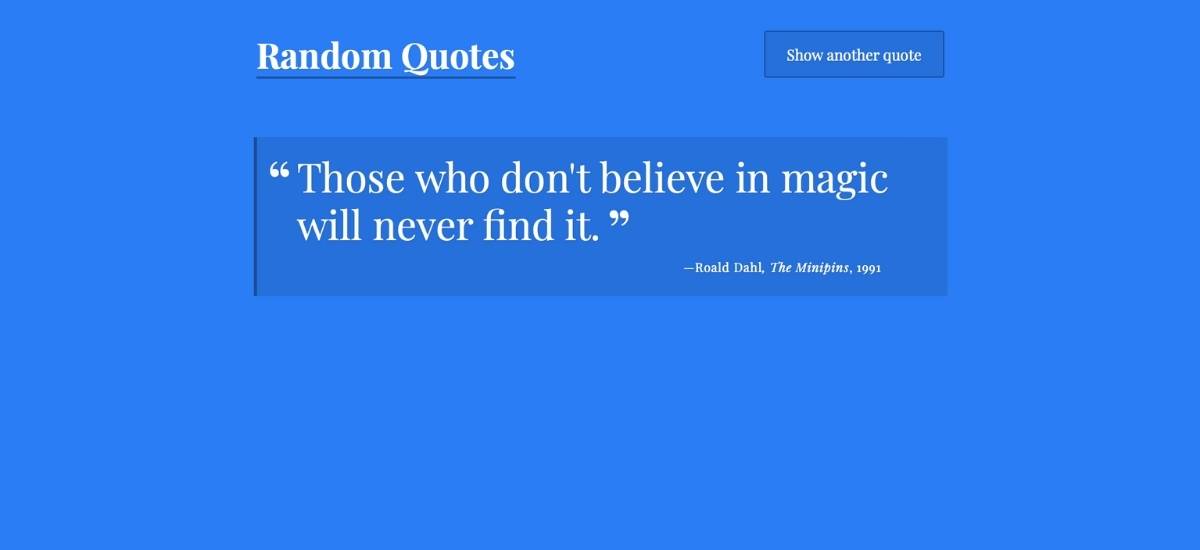 Random Quotes
Show another quote
“ Those who don't believe in magic
will never find it. ”
—Roald Dahl, The Minipins, 1991